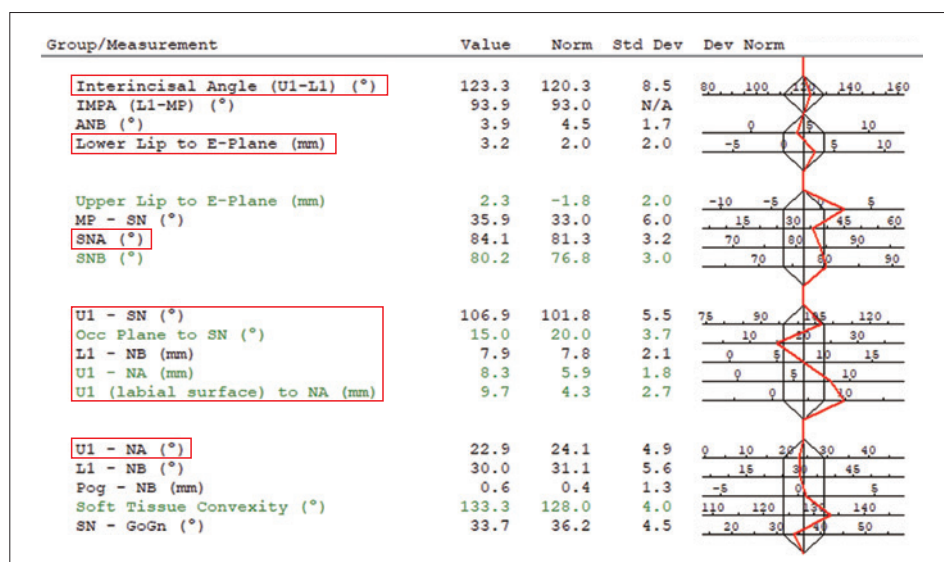 Group/Measurement Value Norm Std Dev Dev Norm
Interincisal Angle (U1-L1) (°) 123.3 120.3 8.5 80 100 120 140 160
IMPA (L1-MP) (°) 93.9 93.0 N/A
ANB (°) 3.9 4.5 1.7 0 5 10
Lower Lip to E-Plane (mm) 3.2 2.0 2.0 -5 0 5 10
Upper Lip to E-Plane (mm) 2.3 -1.8 2.0 -10 -5 0 5
MP - SN (°) 35.9 33.0 6.0 15 30 45 60
SNA (°) 84.1 81.3 3.2 70 80 90
SNB (°) 80.2 76.8 3.0 70 80 90
U1 - SN (°) 106.9 101.8 5.5 75 90 105 120
Occ Plane to SN (°) 15.0 20.0 3.7 10 20 30
L1 - NB (mm) 7.9 7.8 2.1 0 5 10 15
U1 - NA (mm) 8.3 5.9 1.8 0 5 10
U1 (labial surface) to NA (mm) 9.7 4.3 2.7 0 10
U1 - NA (°) 22.9 24.1 4.9 0 10 20 30 40
L1 - NB (°) 30.0 31.1 5.6 15 30 45
Pog - NB (mm) 0.6 0.4 1.3 -5 0 5
Soft Tissue Convexity (°) 133.3 128.0 4.0 110 120 130 140
SN - GoGn (°) 33.7 36.2 4.5 20 30 40 50